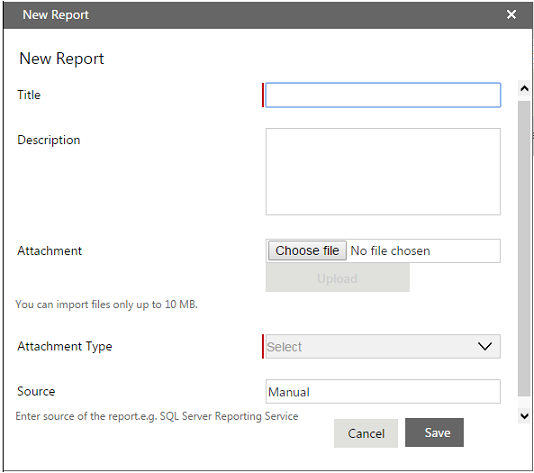 New Report
New Report
Title
Description
Attachment
Choose file No file chosen
Upload
You can import files only up to 10 MB.
Attachment Type
Select
Source
Manual
Enter source of the report.e.g. SQL Server Reporting Service
Cancel
Save